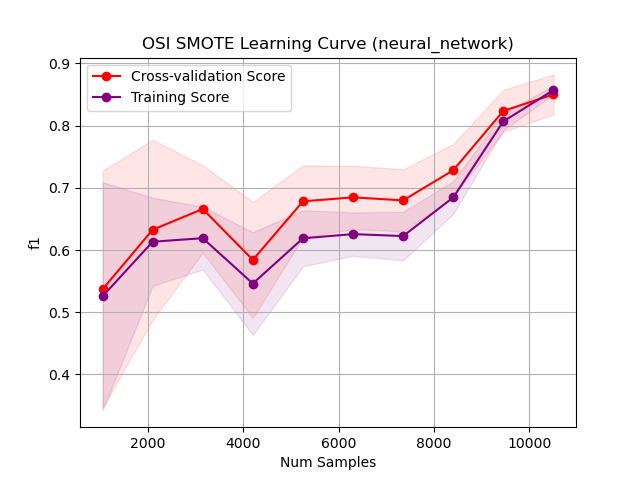 OSI SMOTE Learning Curve (neural_network)
Cross-validation Score
Training Score
0.9
0.8
0.7
0.6
0.5
0.4
f1
2000 4000 6000 8000 10000
Num Samples